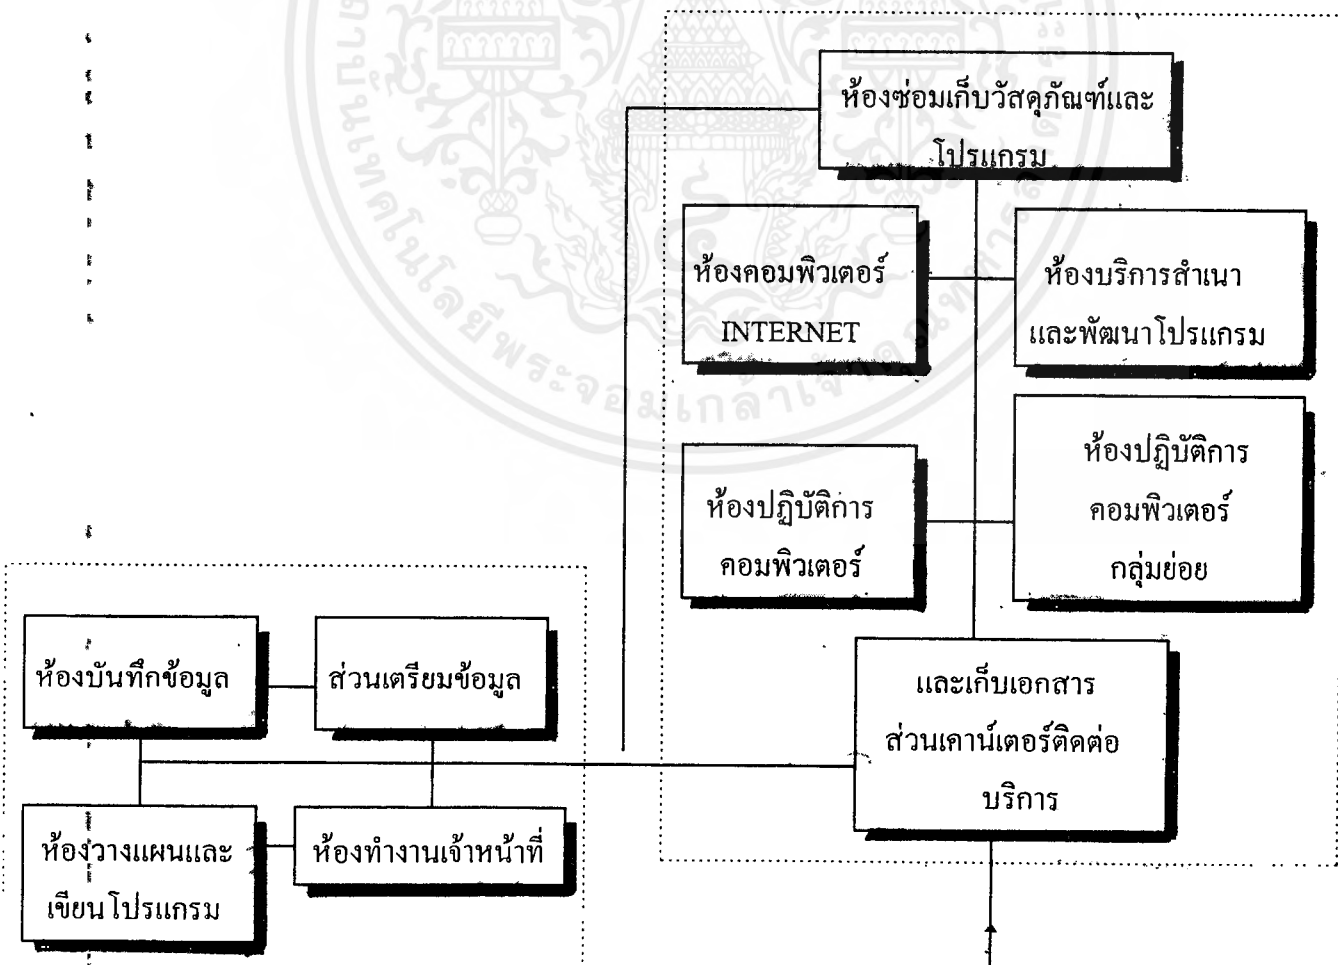 ห้องซ่อมเก็บวัสดุภัณฑ์และ
โปรแกรม
ห้องคอมพิวเตอร์
INTERNET
ห้องบริการสำเนา
และพัฒนาโปรแกรม
ห้องปฏิบัติการ
คอมพิวเตอร์
ห้องปฏิบัติการ
คอมพิวเตอร์
กลุ่มย่อย
ห้องบันทึกข้อมูล
ส่วนเตรียมข้อมูล
และเก็บเอกสาร
ส่วนเคาน์เตอร์ติดต่อ
บริการ
ห้องวางแผนและ
เขียนโปรแกรม
ห้องทำงานเจ้าหน้าที่